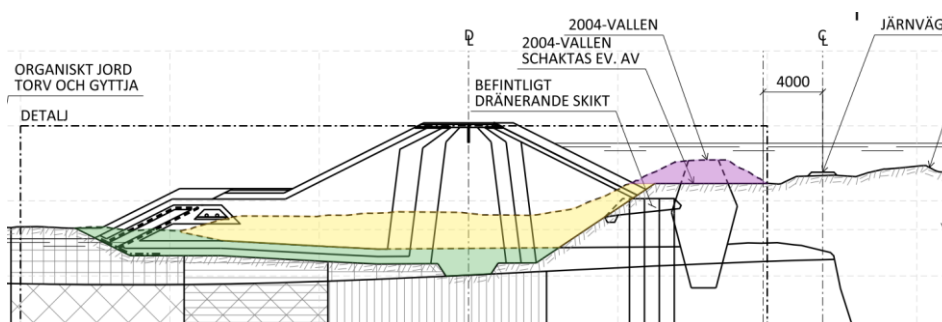 2004-VALLEN
JÄRNVÄG
2004-VALLEN
SCHAKTAS EV. AV
ORGANISKT JORD
TORV OCH GYTTJA
BEFINTLIGT
DRÄNERANDE SKIKT
4000
DETALJ